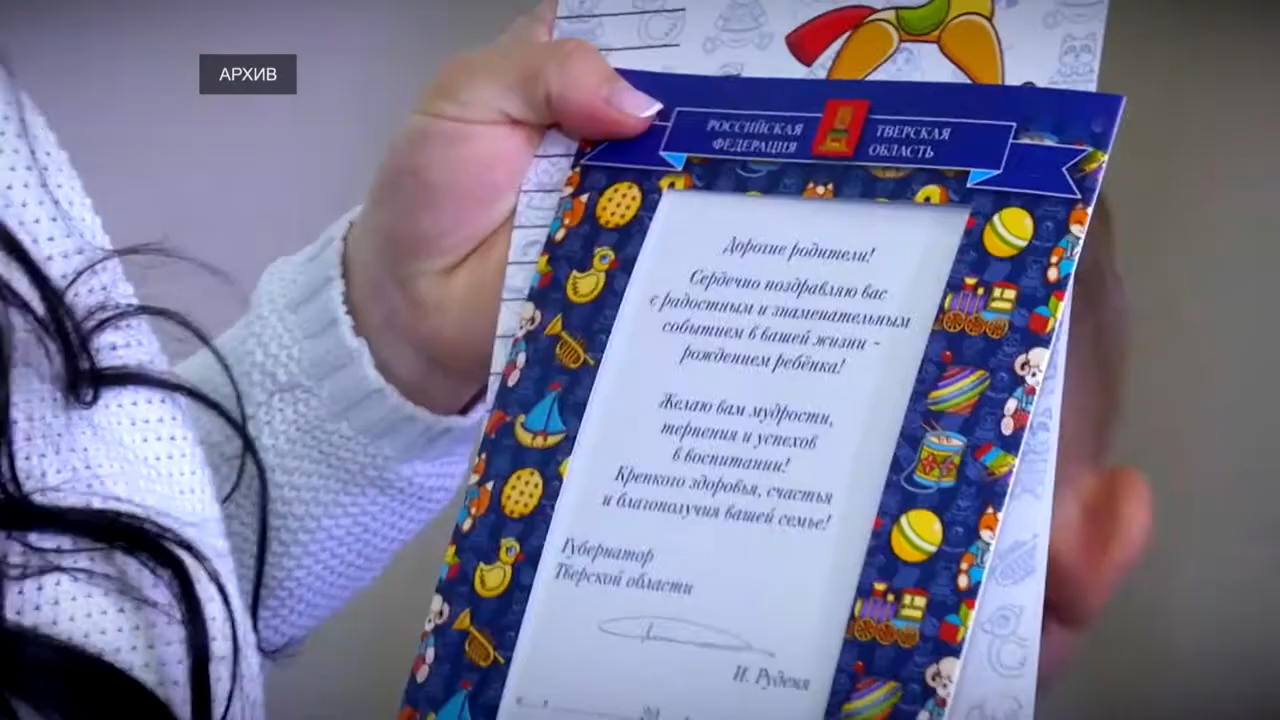 АРХИВ
РОССИЙСКАЯ
ФЕДЕРАЦИЯ
ТВЕРСКАЯ
ОБЛАСТЬ
Дорогие родители!
Сердечно поздравляю вас
с радостным и знаменательным
событием в вашей жизни –
рождением ребёнка!
Желаю вам мудрости,
терпения и успехов
в воспитании!
Крепкого здоровья, счастья
и благополучия вашей семье!
Губернатор
Тверской области
И. Руденя